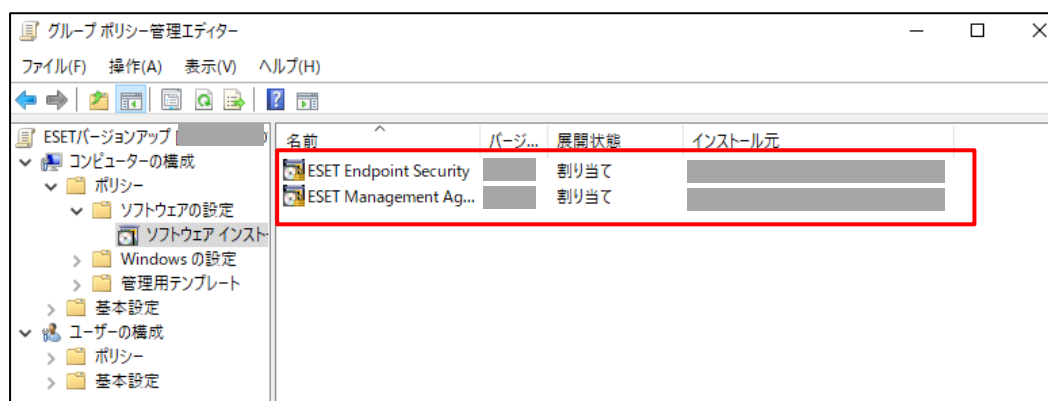 グループ ポリシー管理エディター
ファイル(F) 操作(A) 表示(V) ヘルプ(H)
ESETバージョンアップ [
コンピューターの構成
ポリシー
ソフトウェアの設定
ソフトウェア インスト
Windows の設定
管理用テンプレート
基本設定
ユーザーの構成
ポリシー
基本設定
名前 バージ... 展開状態 インストール元
ESET Endpoint Security 割り当て
ESET Management Ag... 割り当て